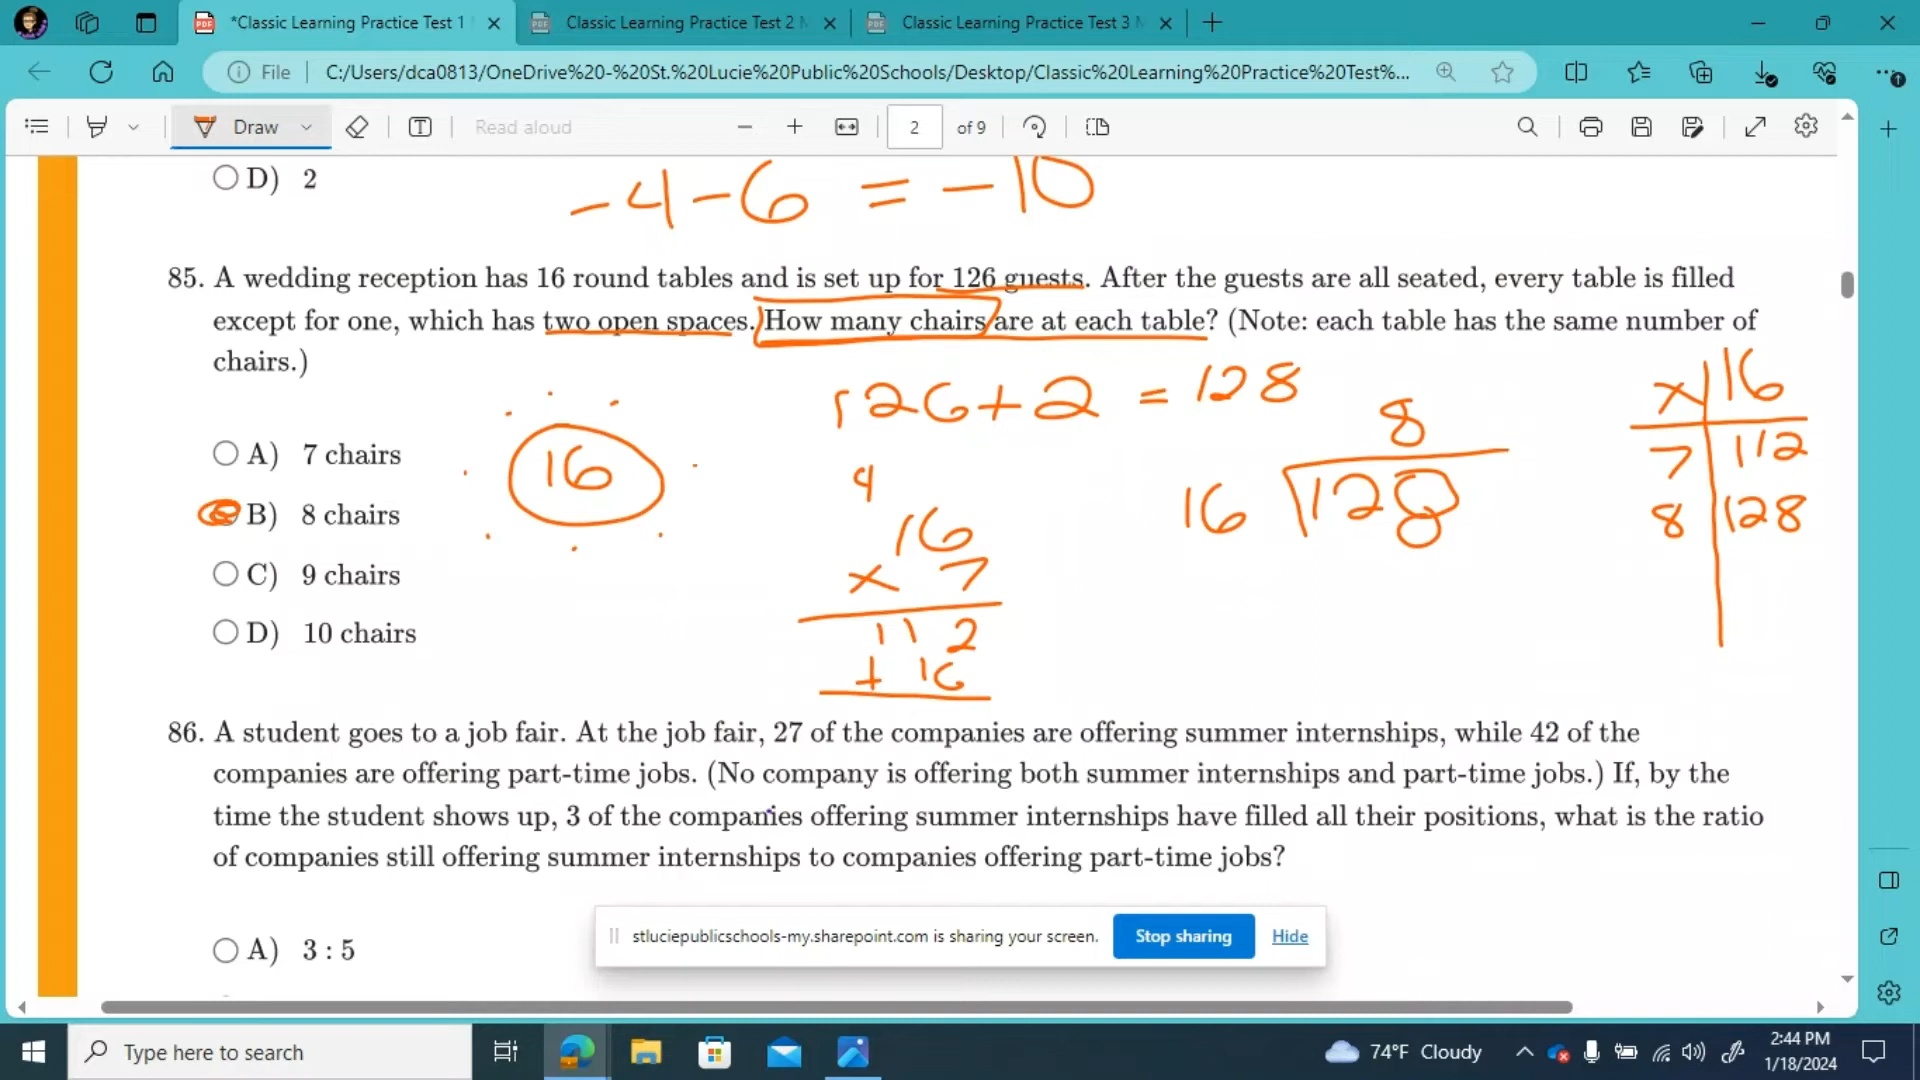 *Classic Learning Practice Test 1
Classic Learning Practice Test 2 M
Classic Learning Practice Test 3 M
File
C:/Users/dca0813/OneDrive%20-%20St.%20Lucie%20Public%20Schools/Desktop/Classic%20Learning%20Practice%20Test%...
Draw
Read aloud
2 of 9
D) 2
-4-6 = -10
85. A wedding reception has 16 round tables and is set up for 126 guests. After the guests are all seated, every table is filled
except for one, which has two open spaces. How many chairs are at each table? (Note: each table has the same number of
chairs.)
126+2 = 128
x 16
7 112
8 128
A) 7 chairs
B) 8 chairs
C) 9 chairs
D) 10 chairs
16
4
16
x 7
112
+ 16
8
16 128
86. A student goes to a job fair. At the job fair, 27 of the companies are offering summer internships, while 42 of the
companies are offering part-time jobs. (No company is offering both summer internships and part-time jobs.) If, by the
time the student shows up, 3 of the companies offering summer internships have filled all their positions, what is the ratio
of companies still offering summer internships to companies offering part-time jobs?
A) 3 : 5
stluciepublicschools-my.sharepoint.com is sharing your screen.
Stop sharing
Hide
Type here to search
74°F Cloudy
2:44 PM
1/18/2024